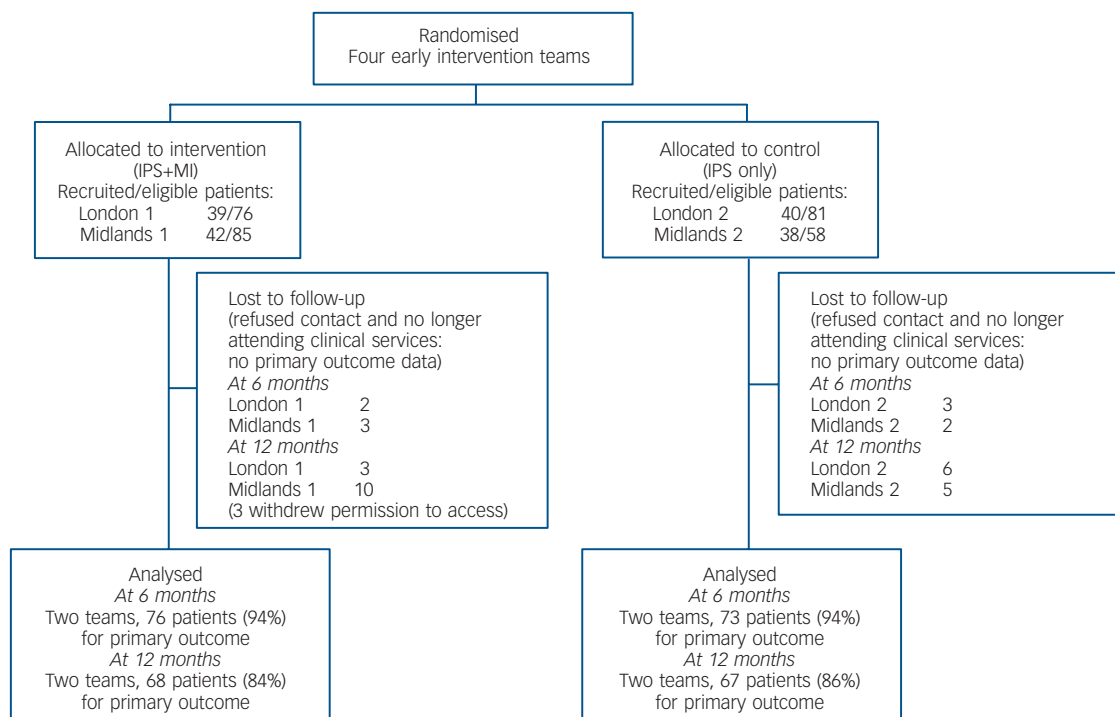 Randomised
Four early intervention teams
Allocated to intervention
(IPS+MI)
Recruited/eligible patients:
London 1 39/76
Midlands 1 42/85
Allocated to control
(IPS only)
Recruited/eligible patients:
London 2 40/81
Midlands 2 38/58
Lost to follow-up
(refused contact and no longer
attending clinical services:
no primary outcome data)
At 6 months
London 1 2
Midlands 1 3
At 12 months
London 1 3
Midlands 1 10
(3 withdrew permission to access)
Lost to follow-up
(refused contact and no longer
attending clinical services:
no primary outcome data)
At 6 months
London 2 3
Midlands 2 2
At 12 months
London 2 6
Midlands 2 5
Analysed
At 6 months
Two teams, 76 patients (94%)
for primary outcome
At 12 months
Two teams, 68 patients (84%)
for primary outcome
Analysed
At 6 months
Two teams, 73 patients (94%)
for primary outcome
At 12 months
Two teams, 67 patients (86%)
for primary outcome